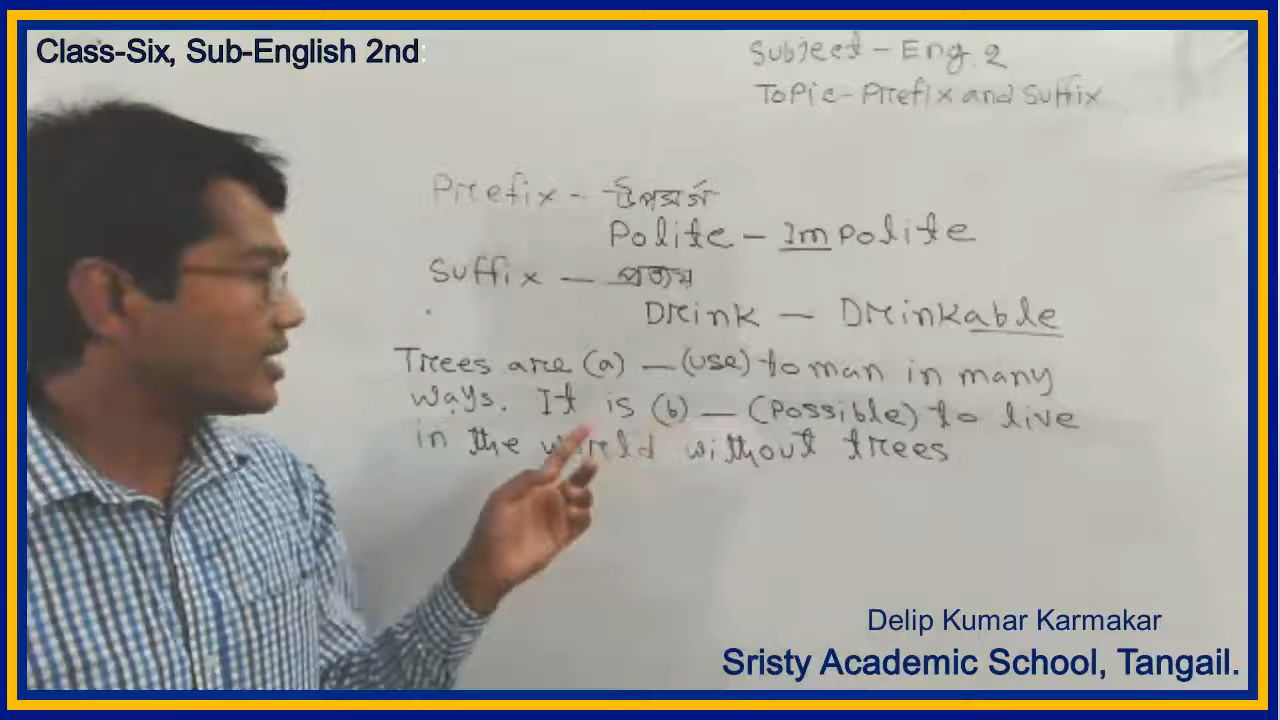 Class-Six, Sub-English 2nd:
Subject - Eng. 2
Topic - Prefix and Suffix
Prefix - উপসর্গ
Polite - Impolite
Suffix - প্রত্যয়
Drink - Drinkable
Trees are (a) — (use) to man in many
ways. It is (b) — (possible) to live
in the world without trees
Delip Kumar Karmakar
Sristy Academic School, Tangail.